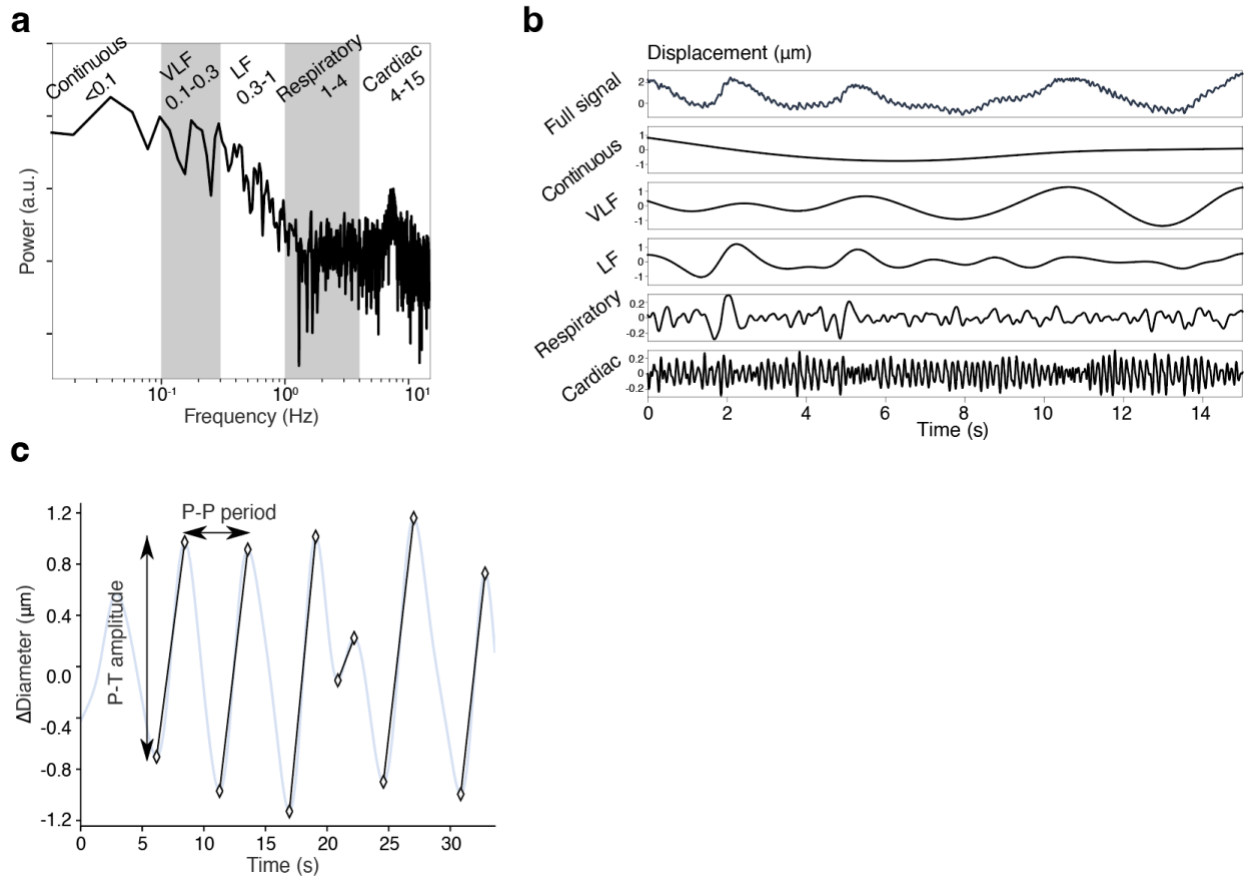 a
Continuous
<0.1
VLF
0.1-0.3
LF
0.3-1
Respiratory
1-4
Cardiac
4-15
Power (a.u.)
10-1
100
101
Frequency (Hz)
b
Displacement (μm)
Full signal
2
0
Continuous
1
0
-1
VLF
1
0
-1
LF
1
0
-1
Respiratory
0.2
0
-0.2
Cardiac
0.2
0
-0.2
0 2 4 6 8 10 12 14
Time (s)
c
P-P period
P-T amplitude
ΔDiameter (μm)
1.2
0.8
0.4
0.0
-0.4
-0.8
-1.2
0 5 10 15 20 25 30
Time (s)